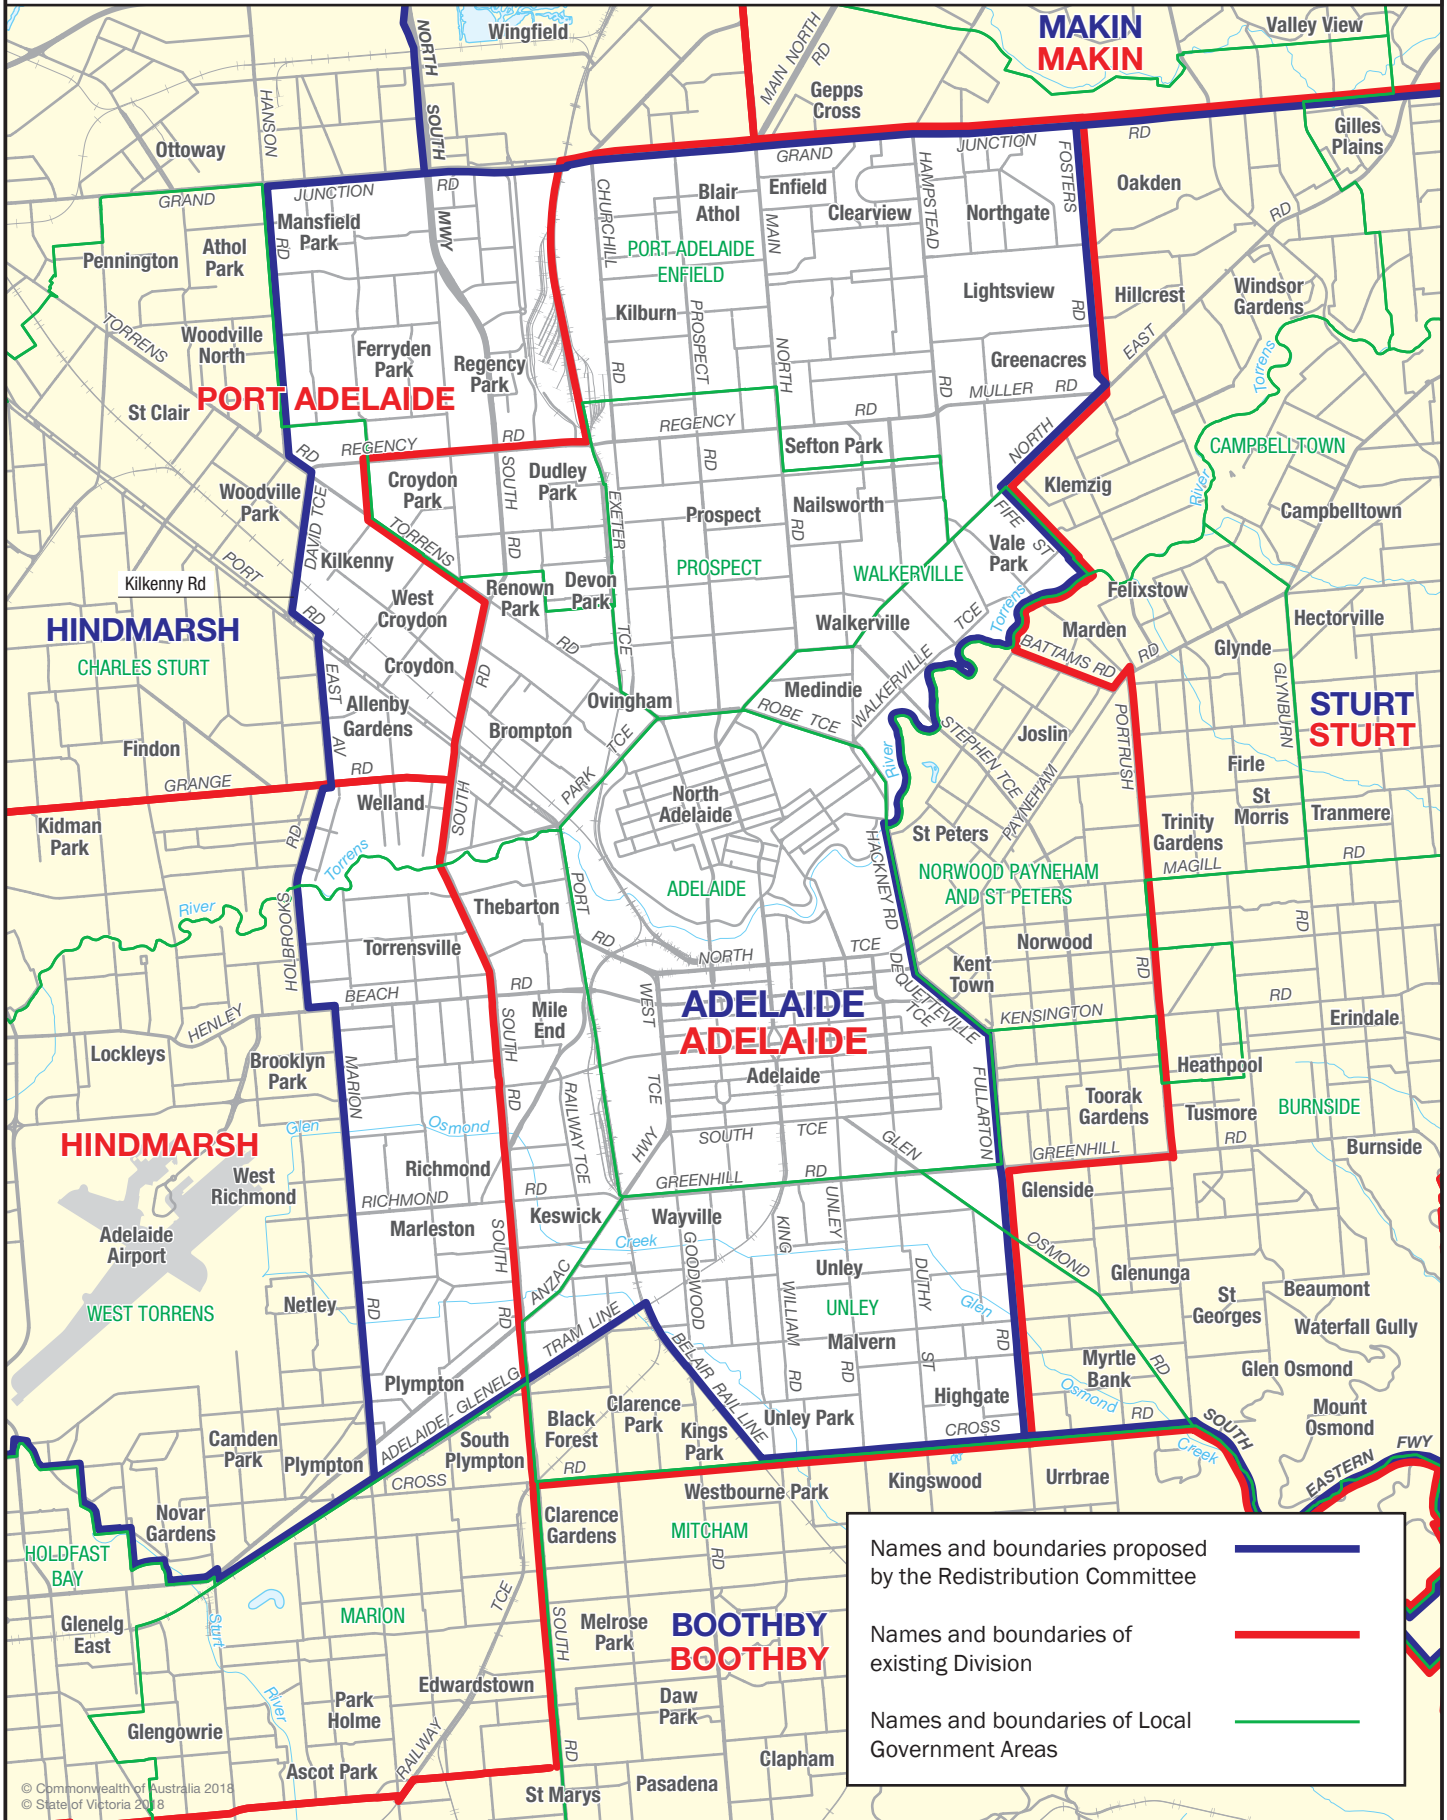 Wingfield
MAKIN
MAKIN
Valley View
NORTH
MAIN NORTH
RD
Gepps
Cross
HANSON
SOUTH
Ottoway
Gilles
Plains
RD
GRAND
JUNCTION
FOSTERS
GRAND
JUNCTION
RD
Mansfield
Park
RD
MWY
CHURCHILL
Blair
Athol
Enfield
MAIN
Clearview
HAMPSTEAD
Northgate
Oakden
RD
Pennington
Athol
Park
PORT ADELAIDE
ENFIELD
Lightsview
Hillcrest
Windsor
Gardens
TORRENS
Woodville
North
Kilburn
PROSPECT
RD
Ferryden
Park
Regency
Park
RD
NORTH
Greenacres
EAST
Torrens
PORT ADELAIDE
RD
MULLER
RD
St Clair
REGENCY
RD
REGENCY
RD
Sefton Park
NORTH
CAMPBELLTOWN
RD
Croydon
Park
SOUTH
Dudley
Park
RD
Woodville
Park
DAVID TCE
EXETER
Prospect
Nailsworth
RD
Klemzig
River
Campbelltown
TORRENS
RD
FIFE
ST
Vale
Park
PORT
Kilkenny
Kilkenny Rd
Renown
Park
Devon
Park
PROSPECT
WALKERVILLE
Torrens
Felixstow
RD
West
Croydon
RD
TCE
Walkerville
TCE
Marden
Hectorville
HINDMARSH
CHARLES STURT
Croydon
RD
WALKERVILLE
BATTAMS RD
RD
Glynde
EAST
AV
Allenby
Gardens
Ovingham
Medindie
ROBE TCE
GLYNBURN
STURT
STURT
Findon
Brompton
TCE
STEPHEN TCE
Joslin
PORTRUSH
GRANGE
RD
PARK
River
Firle
St
Morris
Kidman
Park
Welland
SOUTH
North
Adelaide
PAYNEHAM
St Peters
Trinity
Gardens
Tranmere
RD
Torrens
HACKNEY RD
MAGILL
RD
River
HOLBROOKS
Thebarton
PORT
ADELAIDE
NORWOOD PAYNEHAM
AND ST PETERS
RD
Torrensville
RD
NORTH
TCE
Norwood
BEACH
RD
WEST
DEQUETTEVILLE
TCE
Kent
Town
RD
HENLEY
Mile
End
ADELAIDE
ADELAIDE
KENSINGTON
RD
Erindale
Lockleys
Brooklyn
Park
SOUTH
Adelaide
Heathpool
MARION
RD
RAILWAY TCE
TCE
FULLARTON
Toorak
Gardens
Tusmore
BURNSIDE
Glen
Osmond
HWY
SOUTH
TCE
GLEN
RD
HINDMARSH
Burnside
West
Richmond
Richmond
GREENHILL
RD
GREENHILL
RICHMOND
RD
Glenside
Adelaide
Airport
Marleston
Keswick
Wayville
UNLEY
SOUTH
Creek
GOODWOOD
KING
OSMOND
WEST TORRENS
Netley
RD
ANZAC
Unley
DUTHY
Glenunga
Beaumont
RD
WILLIAM
UNLEY
Glen
St
Georges
TRAM LINE
Malvern
RD
Waterfall Gully
Plympton
BELAIR RAIL LINE
RD
RD
ST
Myrtle
Bank
RD
Glen Osmond
ADELAIDE - GLENELG
Clarence
Park
Highgate
Osmond
Black
Forest
Kings
Park
Unley Park
CROSS
RD
SOUTH
Mount
Osmond
Camden
Park
Plympton
South
Plympton
CROSS
RD
Creek
FWY
Westbourne Park
Kingswood
Urrbrae
EASTERN
Novar
Gardens
Clarence
Gardens
MITCHAM
HOLDFAST
BAY
RD
TCE
Glenelg
East
Sturt
MARION
SOUTH
Melrose
Park
BOOTHBY
BOOTHBY
River
Park
Holme
Edwardstown
Daw
Park
Glengowrie
RAILWAY
RD
Ascot Park
Clapham
St Marys
Pasadena
Names and boundaries proposed
by the Redistribution Committee
Names and boundaries of
existing Division
Names and boundaries of Local
Government Areas
© Commonwealth of Australia 2018
© State of Victoria 2018